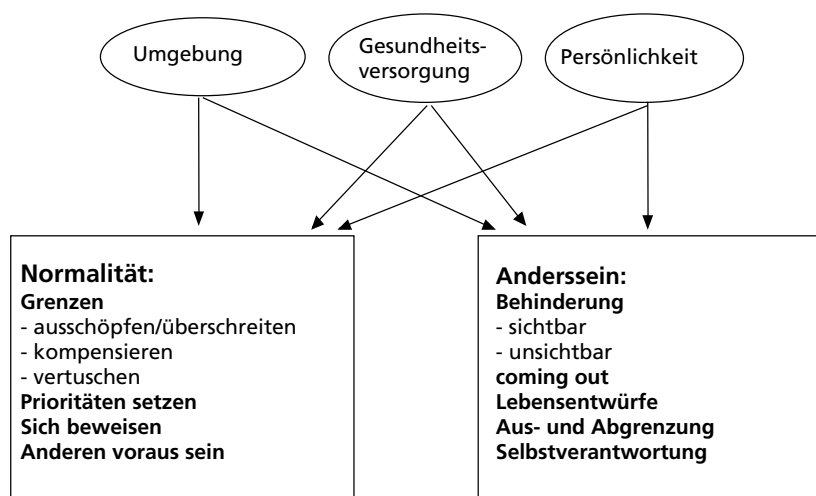 Umgebung
Gesundheits-
versorgung
Persönlichkeit
Normalität:
Grenzen
- ausschöpfen/überschreiten
- kompensieren
- vertuschen
Prioritäten setzen
Sich beweisen
Anderen voraus sein
Anderssein:
Behinderung
- sichtbar
- unsichtbar
coming out
Lebensentwürfe
Aus- und Abgrenzung
Selbstverantwortung